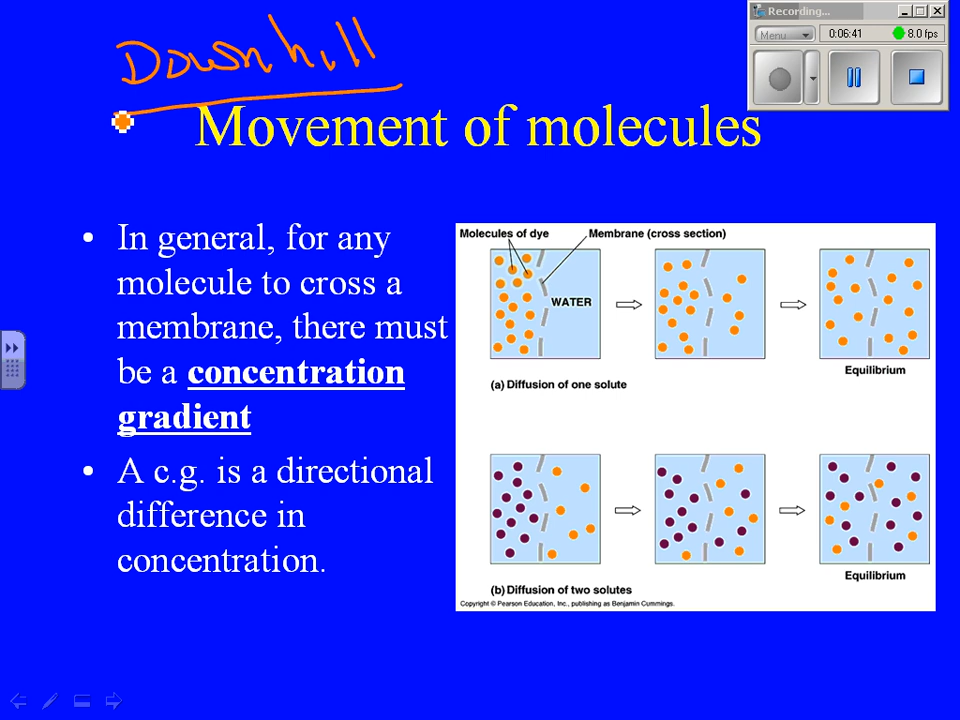 Downhill
Recording...
Menu
0:06:41
8.0 fps
Movement of molecules
• In general, for any
molecule to cross a
membrane, there must
be a concentration
gradient
• A c.g. is a directional
difference in
concentration.
Molecules of dye
Membrane (cross section)
WATER
Equilibrium
(a) Diffusion of one solute
Equilibrium
(b) Diffusion of two solutes
Copyright © Pearson Education, Inc., publishing as Benjamin Cummings.